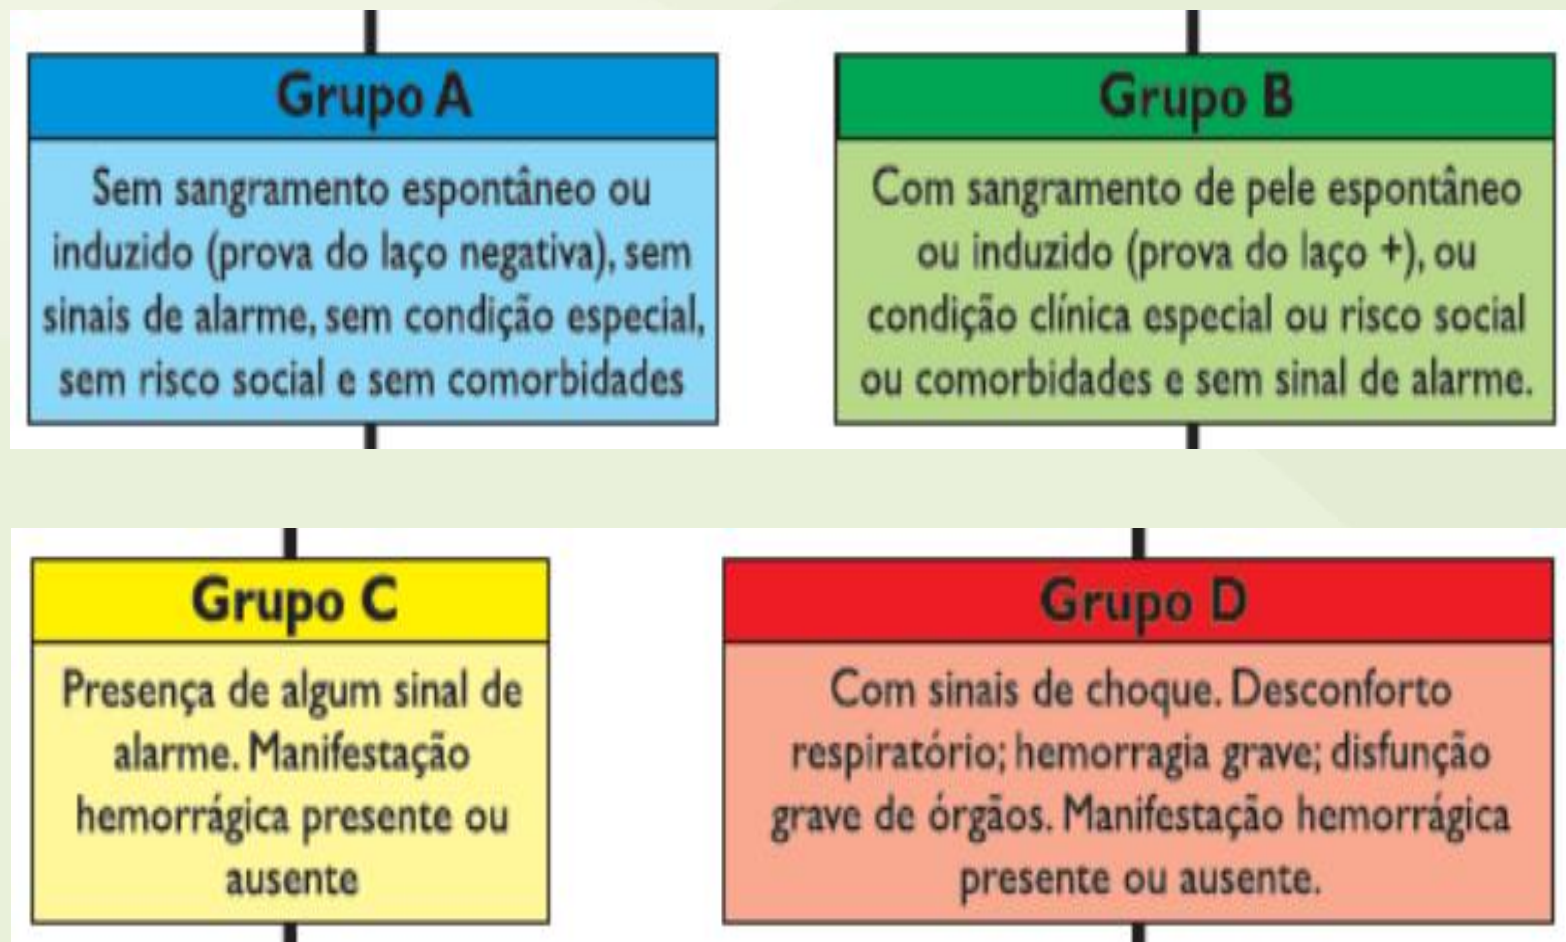 Grupo A
Sem sangramento espontâneo ou
induzido (prova do laço negativa), sem
sinais de alarme, sem condição especial,
sem risco social e sem comorbidades
Grupo B
Com sangramento de pele espontâneo
ou induzido (prova do laço +), ou
condição clínica especial ou risco social
ou comorbidades e sem sinal de alarme.
Grupo C
Presença de algum sinal de
alarme. Manifestação
hemorrágica presente ou
ausente
Grupo D
Com sinais de choque. Desconforto
respiratório; hemorragia grave; disfunção
grave de órgãos. Manifestação hemorrágica
presente ou ausente.